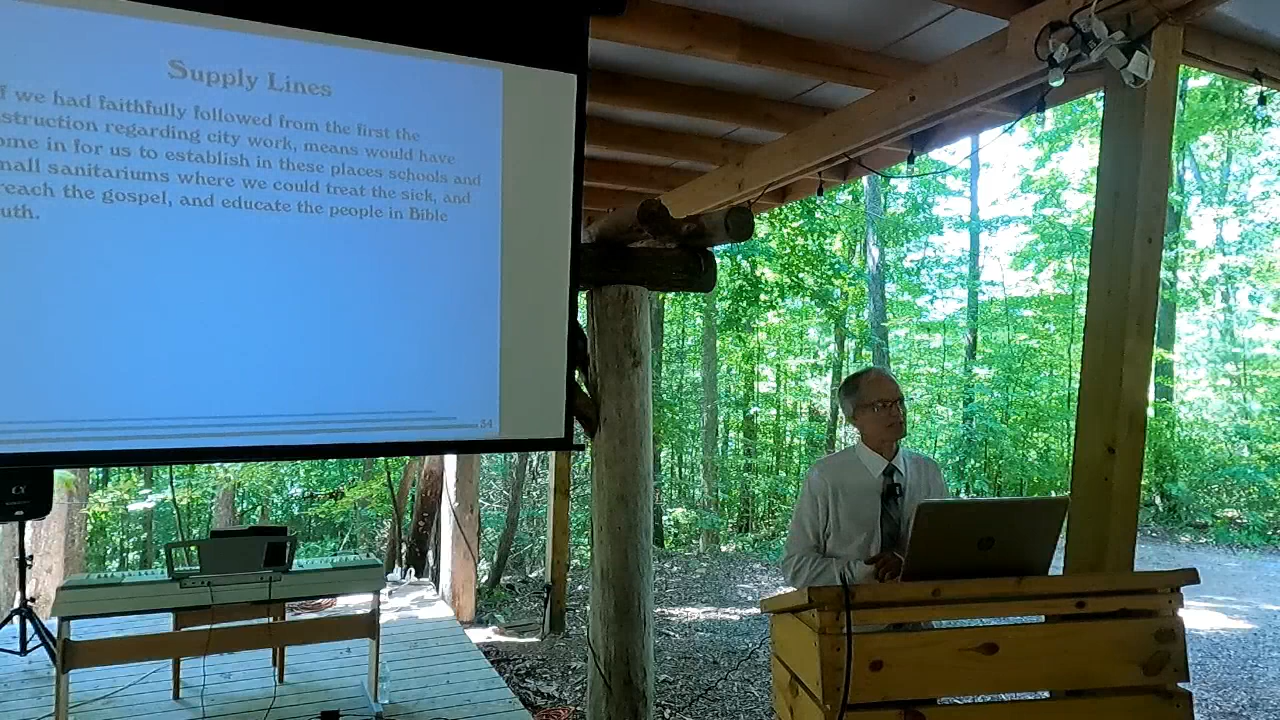 Supply Lines
f we had faithfully followed from the first the
struction regarding city work, means would have
ome in for us to establish in these places schools and
mall sanitariums where we could treat the sick, and
reach the gospel, and educate the people in Bible
uth.
54
hp